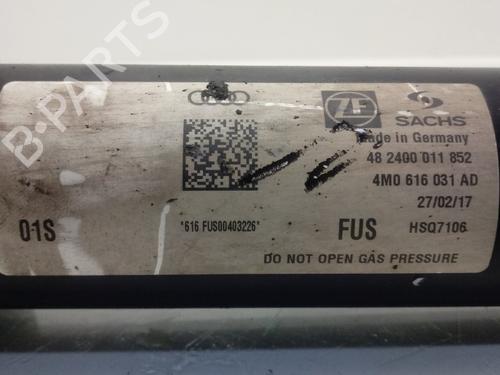 B-PARTS
ZF SACHS
Made in Germany
48 2400 011 852
4M0 616 031 AD
27/02/17
01S
*616 FUS00403226*
FUS
HSQ7106
DO NOT OPEN GAS PRESSURE